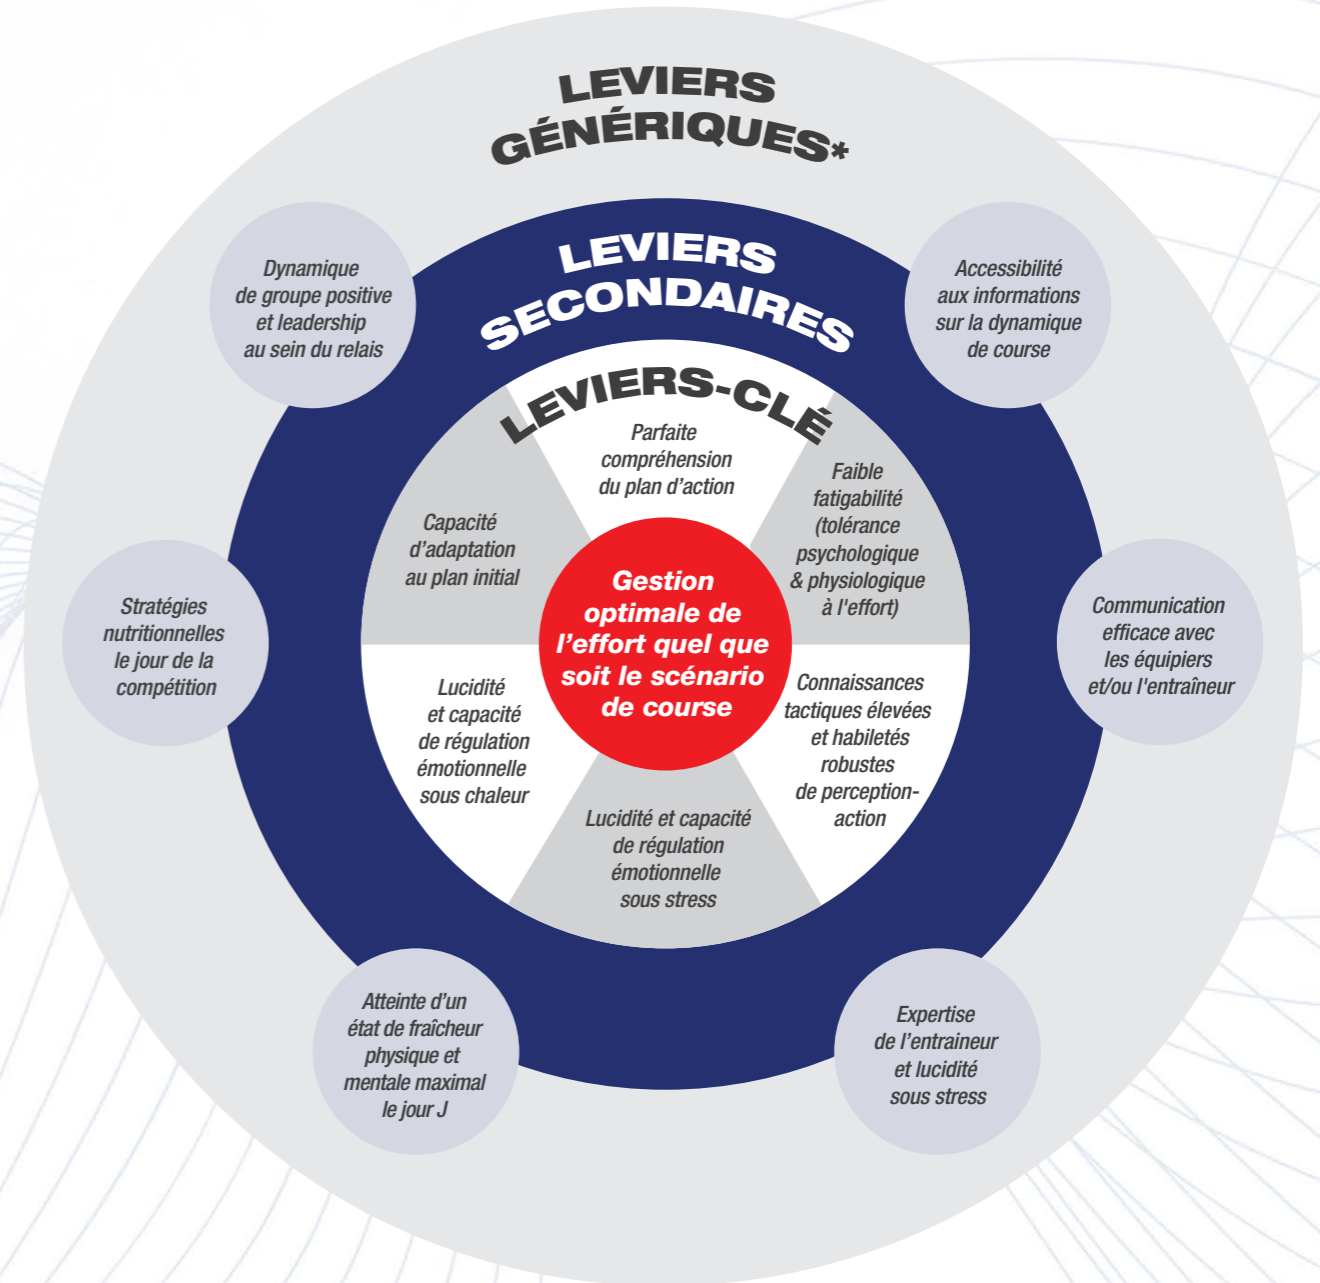 LEVIERS
GÉNÉRIQUES*
LEVIERS
SECONDAIRES
LEVIERS-CLÉ
Dynamique
de groupe positive
et leadership
au sein du relais
Accessibilité
aux informations
sur la dynamique
de course
Parfaite
compréhension
du plan d’action
Faible
fatigabilité
(tolérance
psychologique
& physiologique
à l'effort)
Capacité
d’adaptation
au plan initial
Gestion
optimale de
l’effort quel que
soit le scénario
de course
Stratégies
nutritionnelles
le jour de la
compétition
Communication
efficace avec
les équipiers
et/ou l'entraîneur
Lucidité
et capacité
de régulation
émotionnelle
sous chaleur
Connaissances
tactiques élevées
et habiletés
robustes
de perception-
action
Lucidité et capacité
de régulation
émotionnelle
sous stress
Atteinte d’un
état de fraîcheur
physique et
mentale maximal
le jour J
Expertise
de l’entraineur
et lucidité
sous stress